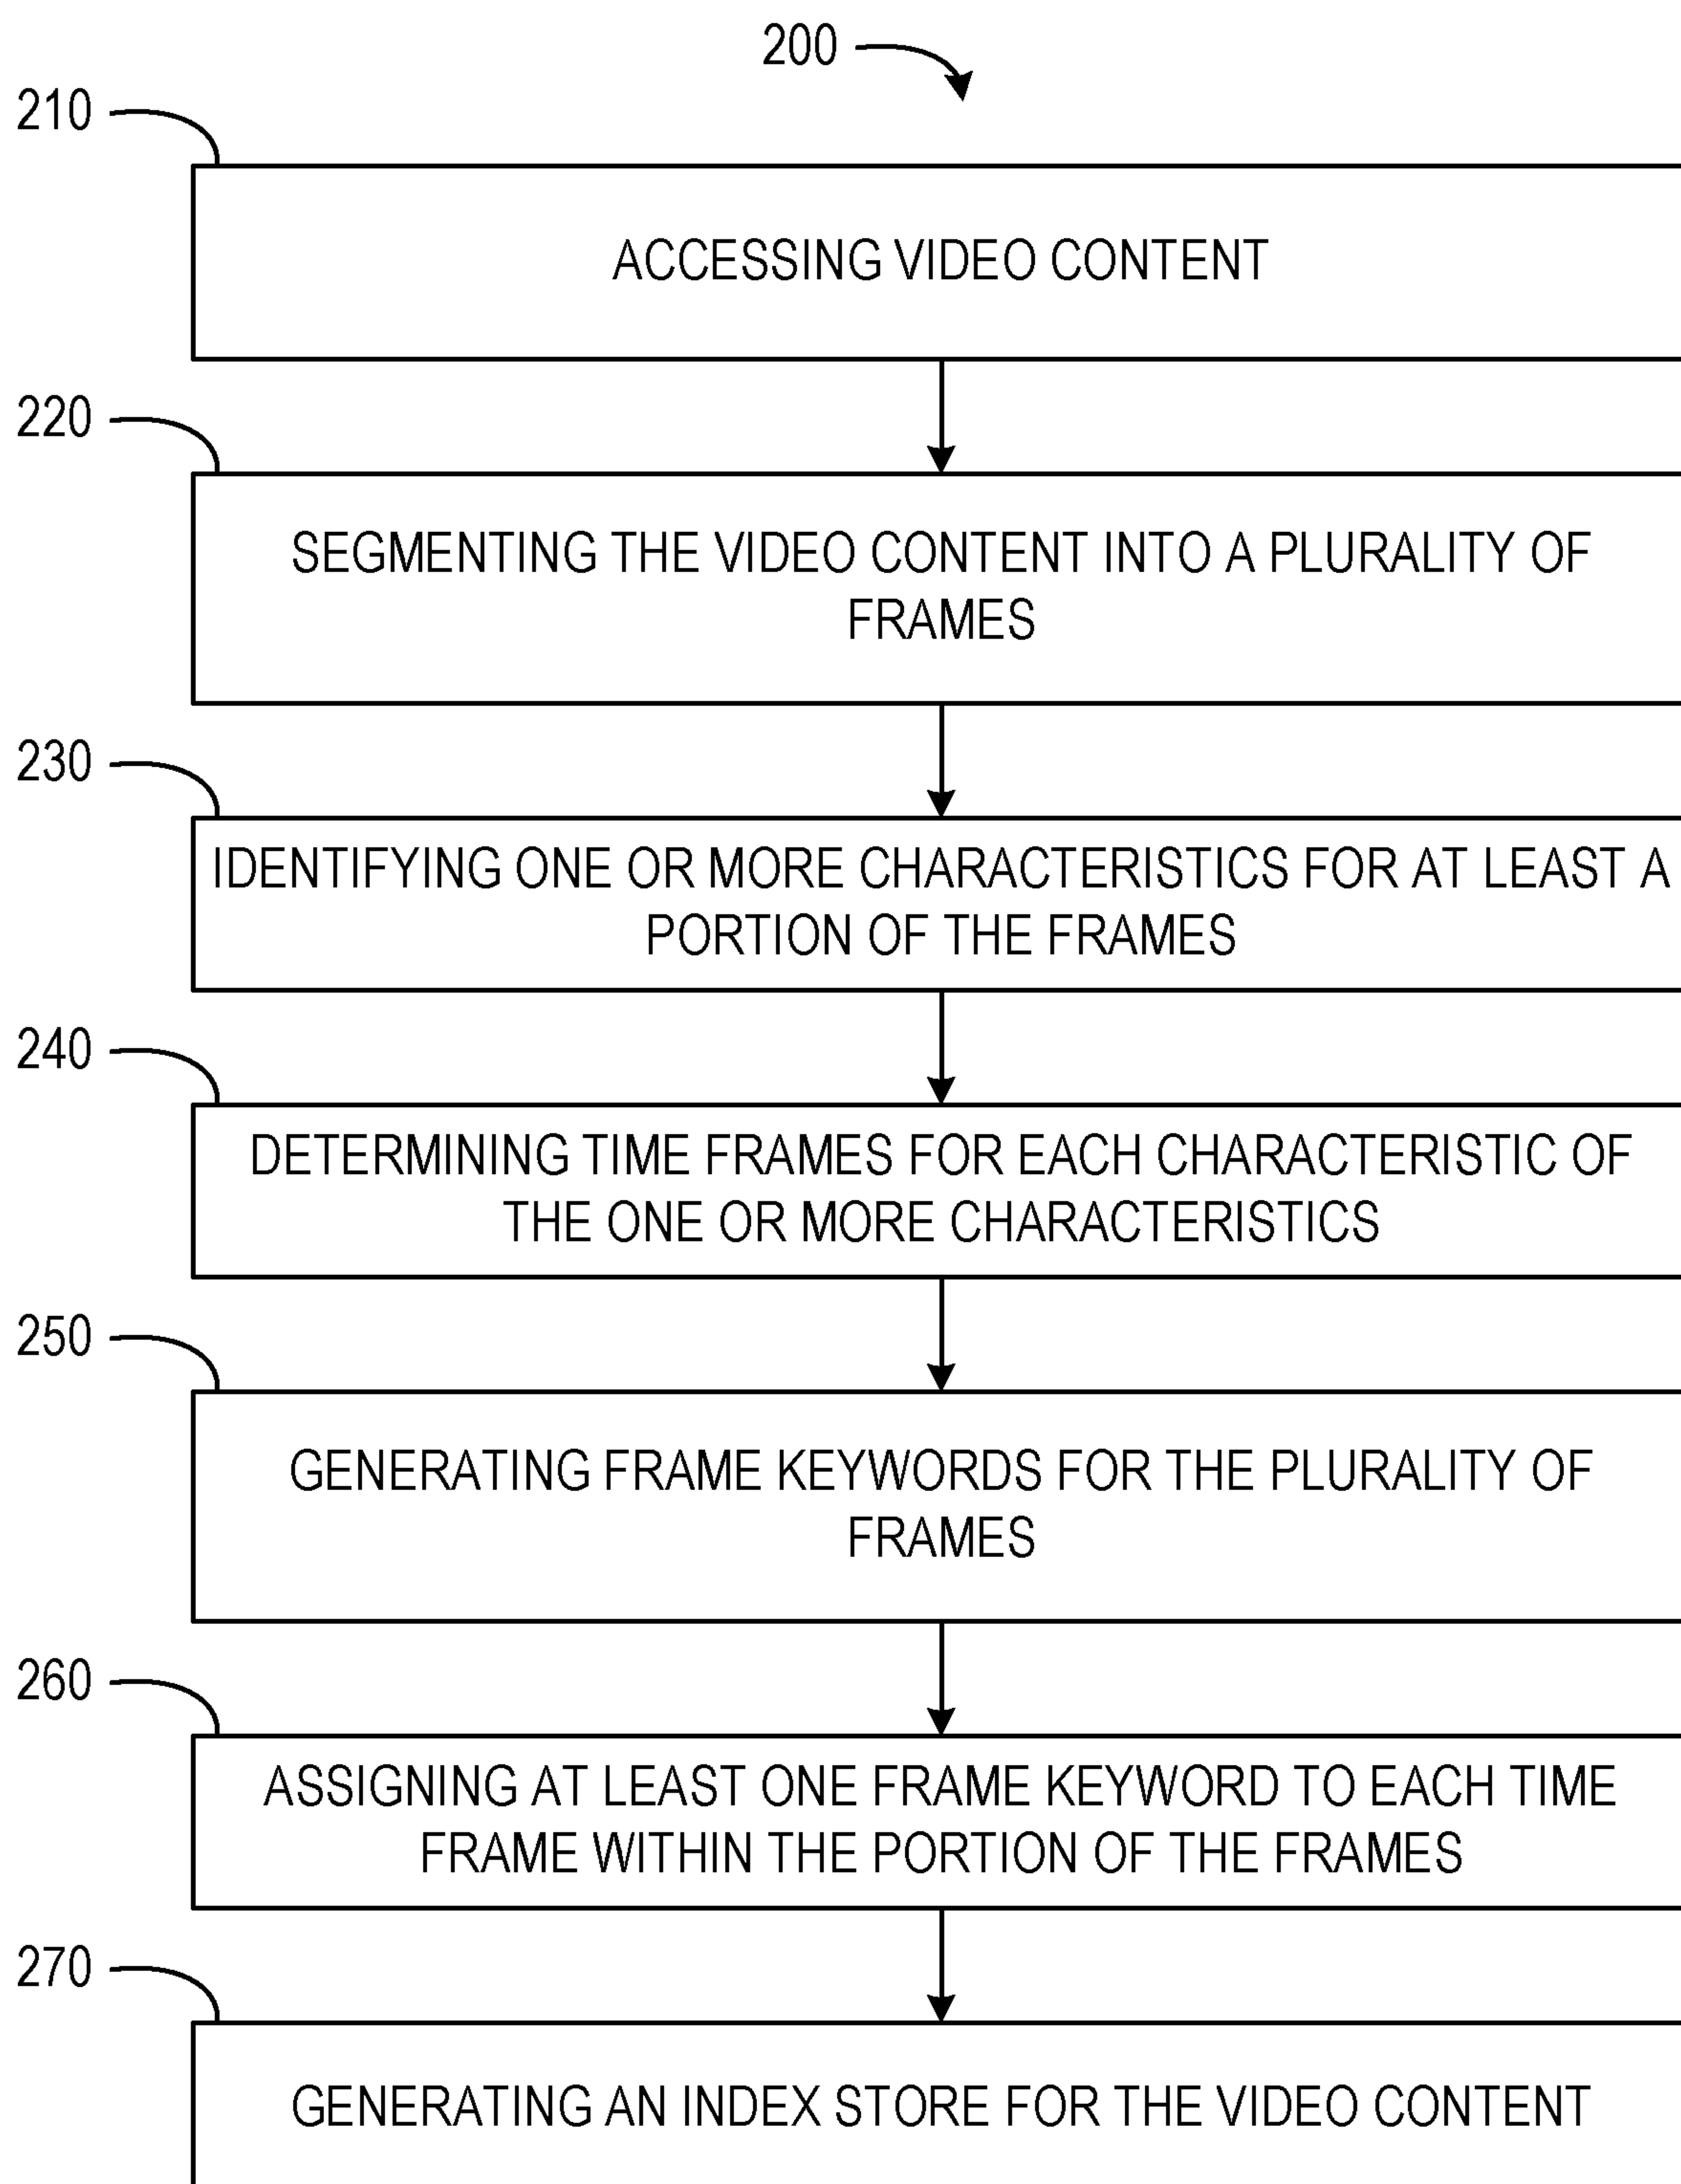 200
210
ACCESSING VIDEO CONTENT
220
SEGMENTING THE VIDEO CONTENT INTO A PLURALITY OF
FRAMES
230
IDENTIFYING ONE OR MORE CHARACTERISTICS FOR AT LEAST A
PORTION OF THE FRAMES
240
DETERMINING TIME FRAMES FOR EACH CHARACTERISTIC OF
THE ONE OR MORE CHARACTERISTICS
250
GENERATING FRAME KEYWORDS FOR THE PLURALITY OF
FRAMES
260
ASSIGNING AT LEAST ONE FRAME KEYWORD TO EACH TIME
FRAME WITHIN THE PORTION OF THE FRAMES
270
GENERATING AN INDEX STORE FOR THE VIDEO CONTENT